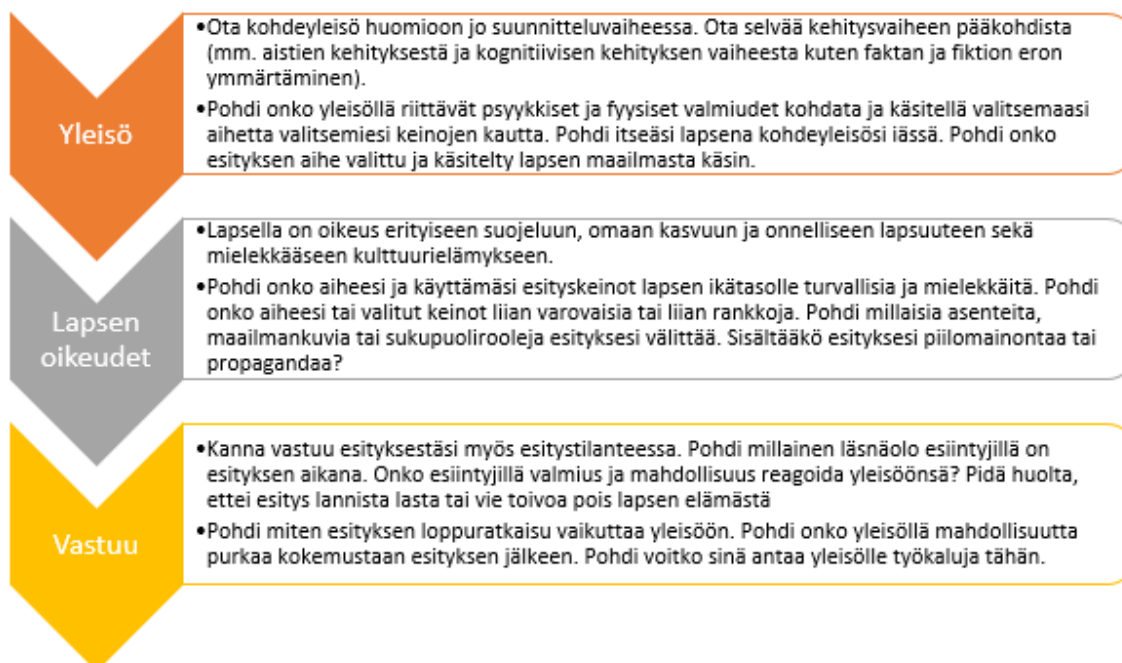 Yleisö
•Ota kohdeyleisö huomioon jo suunnitteluvaiheessa. Ota selvää kehitysvaiheen pääkohdista
(mm. aistien kehityksestä ja kognitiivisen kehityksen vaiheesta kuten faktan ja fiktion eron
ymmärtäminen).
•Pohdi onko yleisöllä riittävät psyykkiset ja fyysiset valmiudet kohdata ja käsitellä valitsemaasi
aihetta valitsemiesi keinojen kautta. Pohdi itseäsi lapsena kohdeyleisösi iässä. Pohdi onko
esityksen aihe valittu ja käsitelty lapsen maailmasta käsin.
Lapsen
oikeudet
•Lapsella on oikeus erityiseen suojeluun, omaan kasvuun ja onnelliseen lapsuuteen sekä
mielekkääseen kulttuurielämykseen.
•Pohdi onko aiheesi ja käyttämäsi esityskeinot lapsen ikätasolle turvallisia ja mielekkäitä. Pohdi
onko aiheesi tai valitut keinot liian varovaisia tai liian rankkoja. Pohdi millaisia asenteita,
maailmankuvia tai sukupuolirooleja esityksesi välittää. Sisältääkö esityksesi piilomainontaa tai
propagandaa?
Vastuu
•Kanna vastuu esityksestäsi myös esitystilanteessa. Pohdi millainen läsnäolo esiintyjillä on
esityksen aikana. Onko esiintyjillä valmius ja mahdollisuus reagoida yleisöönsä? Pidä huolta,
ettei esitys lannista lasta tai vie toivoa pois lapsen elämästä
•Pohdi miten esityksen loppuratkaisu vaikuttaa yleisöön. Pohdi onko yleisöllä mahdollisuutta
purkaa kokemustaan esityksen jälkeen. Pohdi voitko sinä antaa yleisölle työkaluja tähän.